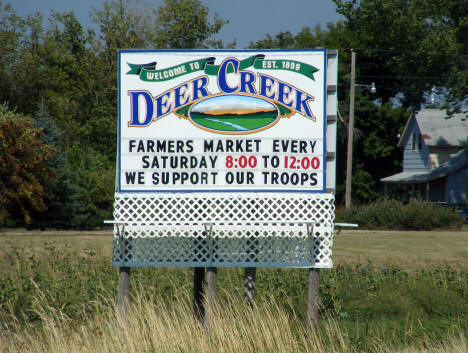 WELCOME TO EST. 1899
DEER CREEK
FARMERS MARKET EVERY
SATURDAY 8:00 TO 12:00
WE SUPPORT OUR TROOPS